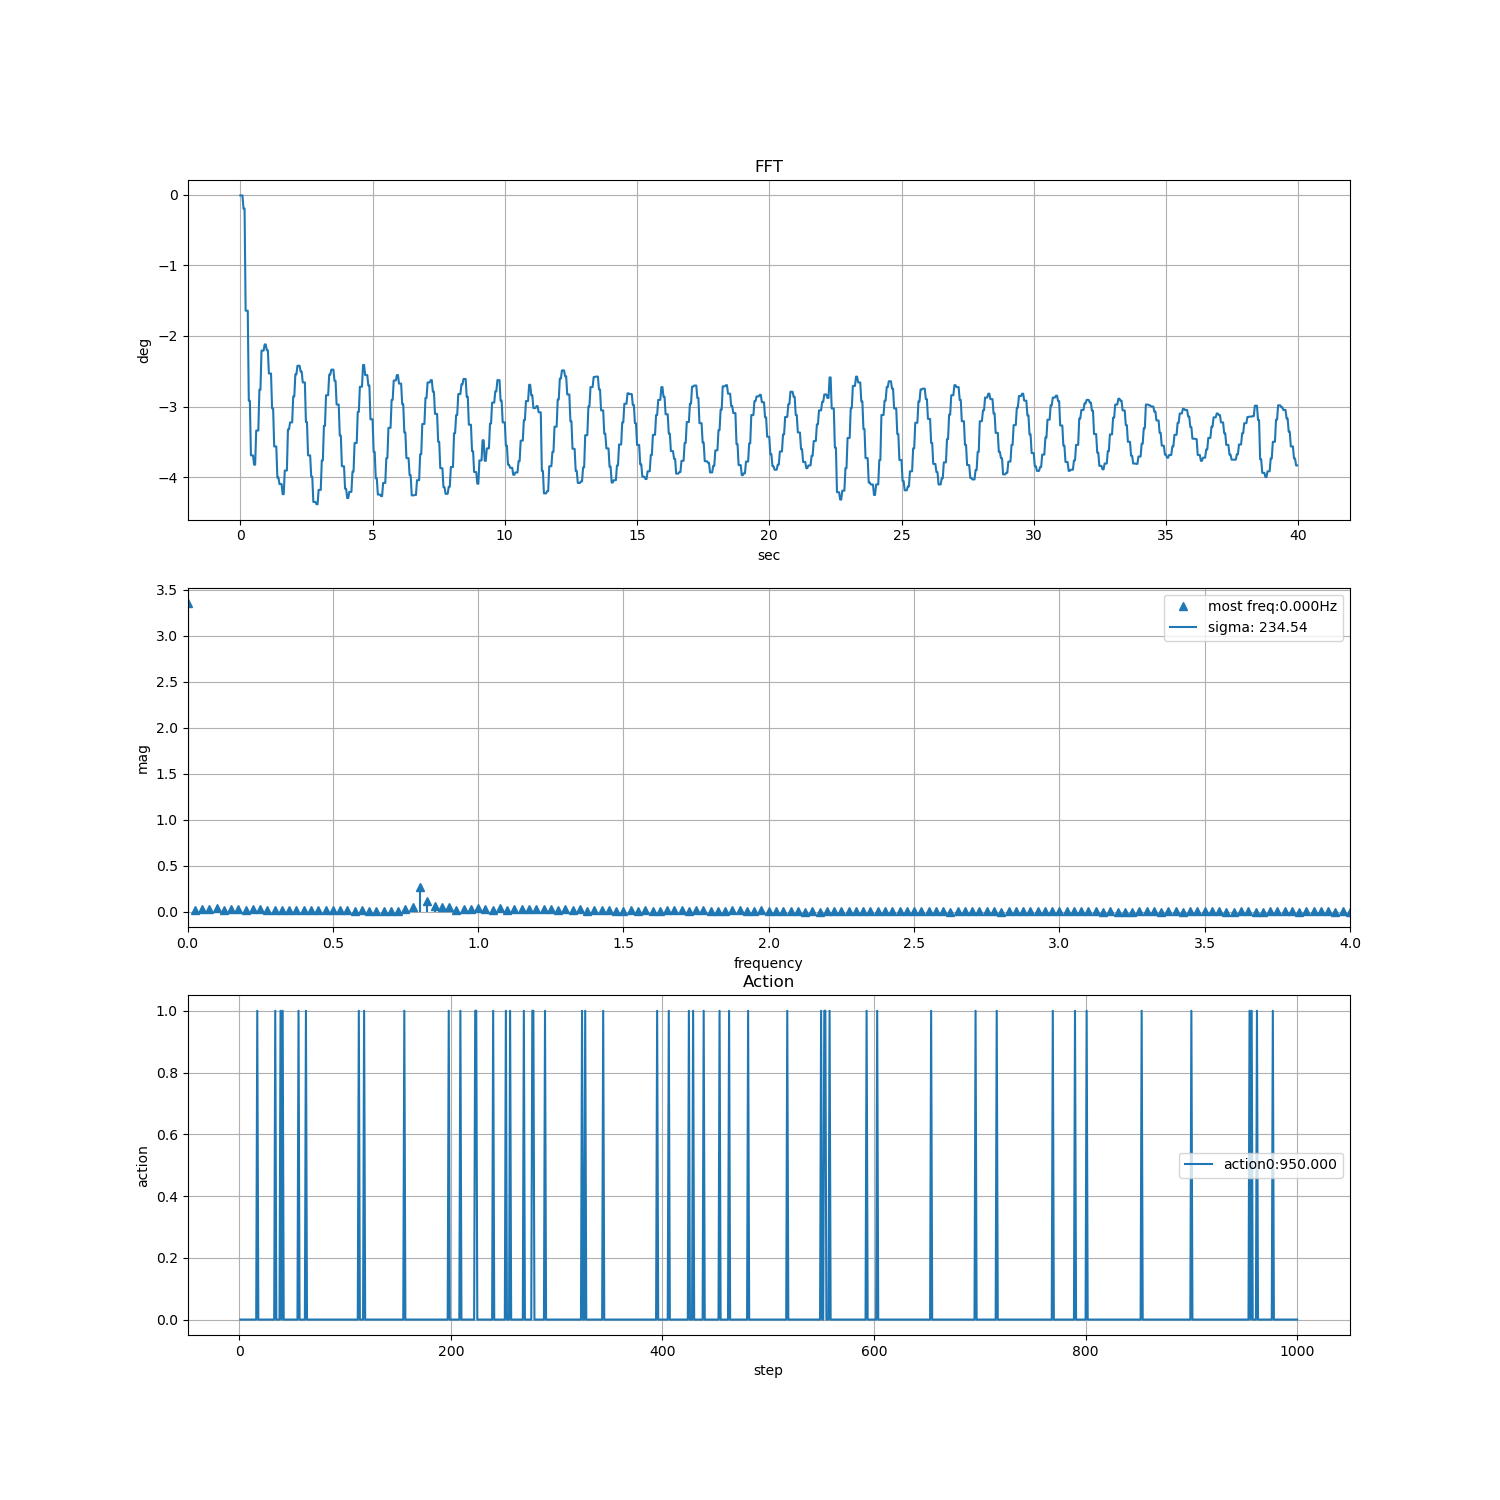 FFT
0
−1
−2
−3
−4
deg
0 5 10 15 20 25 30 35 40
sec
3.5
3.0
2.5
2.0
1.5
1.0
0.5
0.0
mag
most freq:0.000Hz
sigma: 234.54
0.0 0.5 1.0 1.5 2.0 2.5 3.0 3.5 4.0
frequency
Action
1.0
0.8
0.6
0.4
0.2
0.0
action
action0:950.000
0 200 400 600 800 1000
step